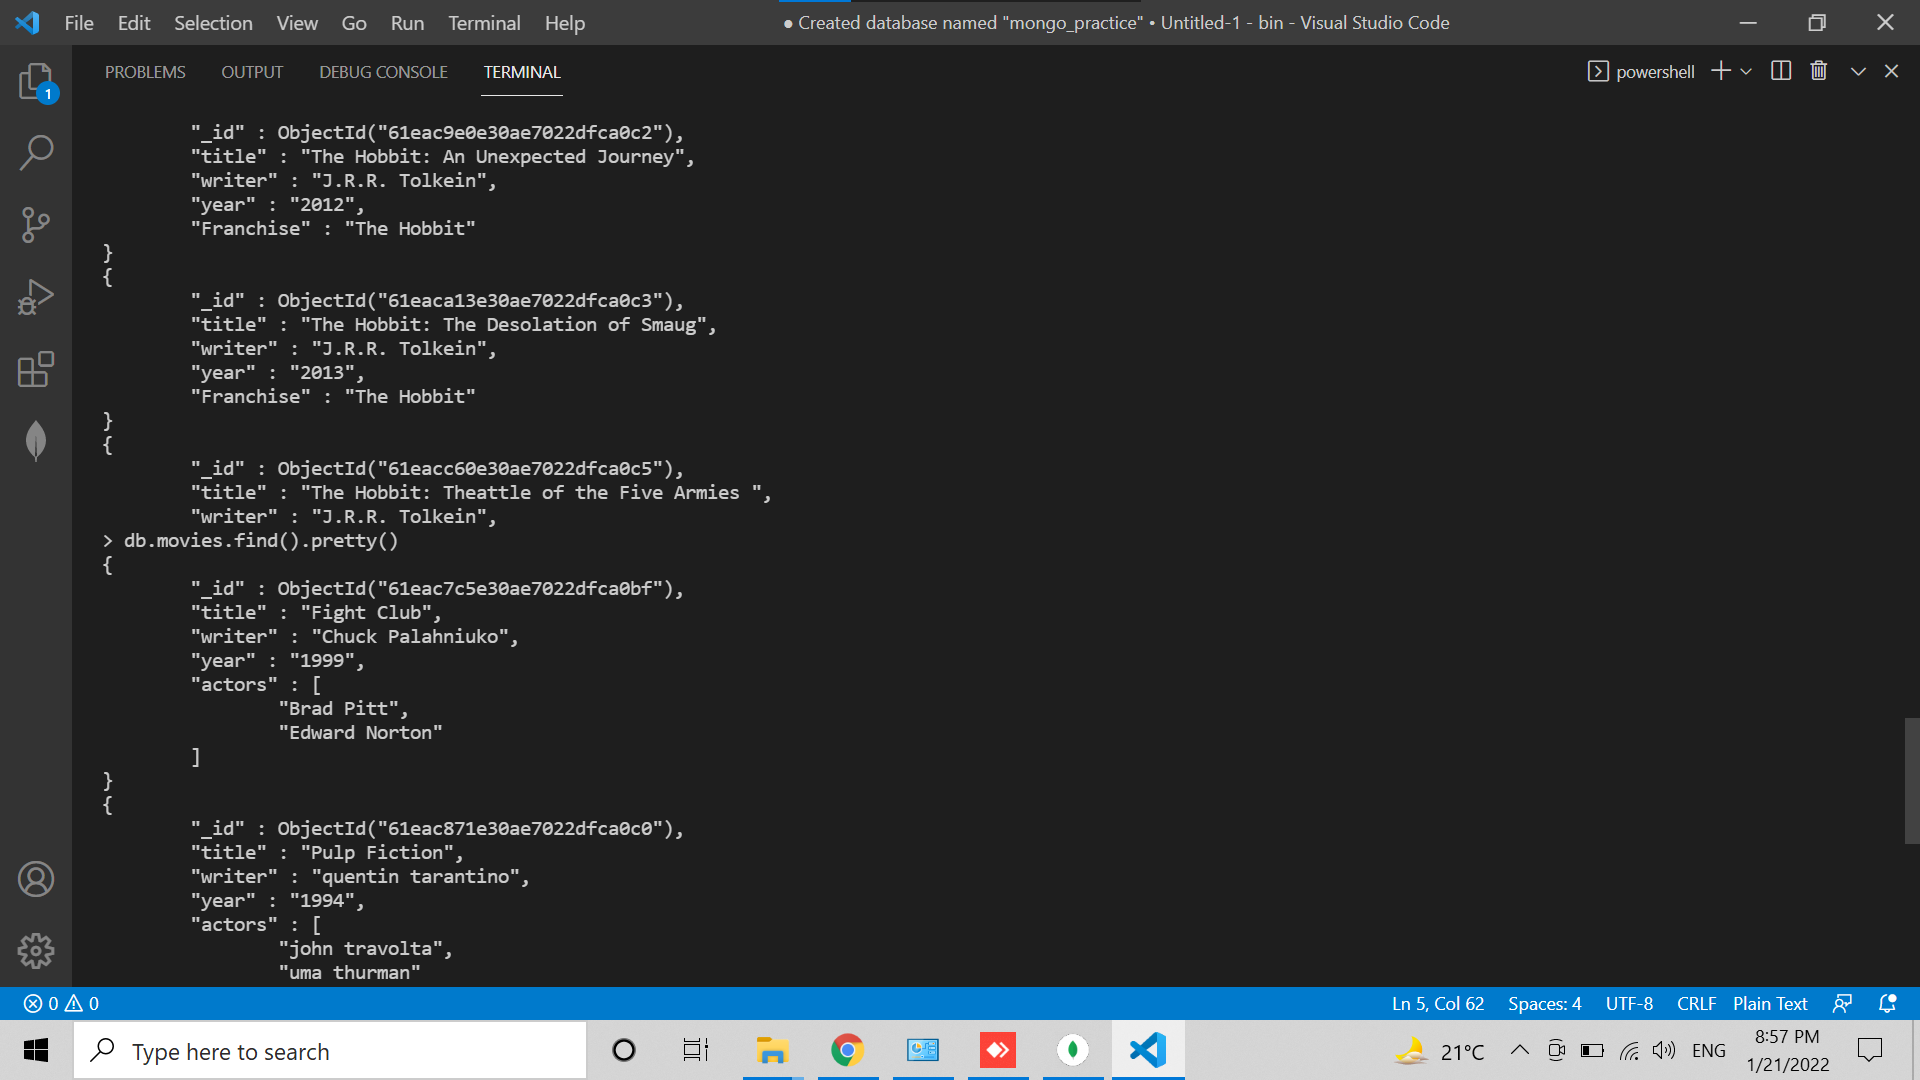 File Edit Selection View Go Run Terminal Help
● Created database named "mongo_practice" • Untitled-1 - bin - Visual Studio Code
PROBLEMS OUTPUT DEBUG CONSOLE TERMINAL
powershell
1
"_id" : ObjectId("61eac9e0e30ae7022dfca0c2"),
"title" : "The Hobbit: An Unexpected Journey",
"writer" : "J.R.R. Tolkein",
"year" : "2012",
"Franchise" : "The Hobbit"
}
{
"_id" : ObjectId("61eaca13e30ae7022dfca0c3"),
"title" : "The Hobbit: The Desolation of Smaug",
"writer" : "J.R.R. Tolkein",
"year" : "2013",
"Franchise" : "The Hobbit"
}
{
"_id" : ObjectId("61eacc60e30ae7022dfca0c5"),
"title" : "The Hobbit: Theattle of the Five Armies ",
"writer" : "J.R.R. Tolkein",
> db.movies.find().pretty()
{
"_id" : ObjectId("61eac7c5e30ae7022dfca0bf"),
"title" : "Fight Club",
"writer" : "Chuck Palahniuko",
"year" : "1999",
"actors" : [
"Brad Pitt",
"Edward Norton"
]
}
{
"_id" : ObjectId("61eac871e30ae7022dfca0c0"),
"title" : "Pulp Fiction",
"writer" : "quentin tarantino",
"year" : "1994",
"actors" : [
"john travolta",
"uma thurman"
0 0
Ln 5, Col 62 Spaces: 4 UTF-8 CRLF Plain Text
Type here to search
21°C
ENG
8:57 PM
1/21/2022